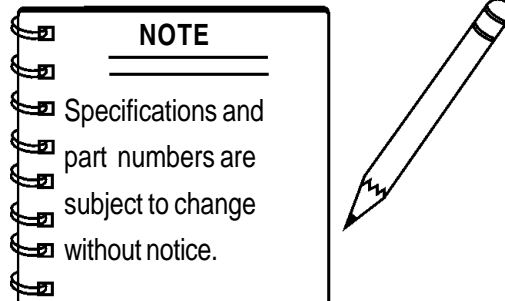 NOTE
Specifications and
part numbers are
subject to change
without notice.